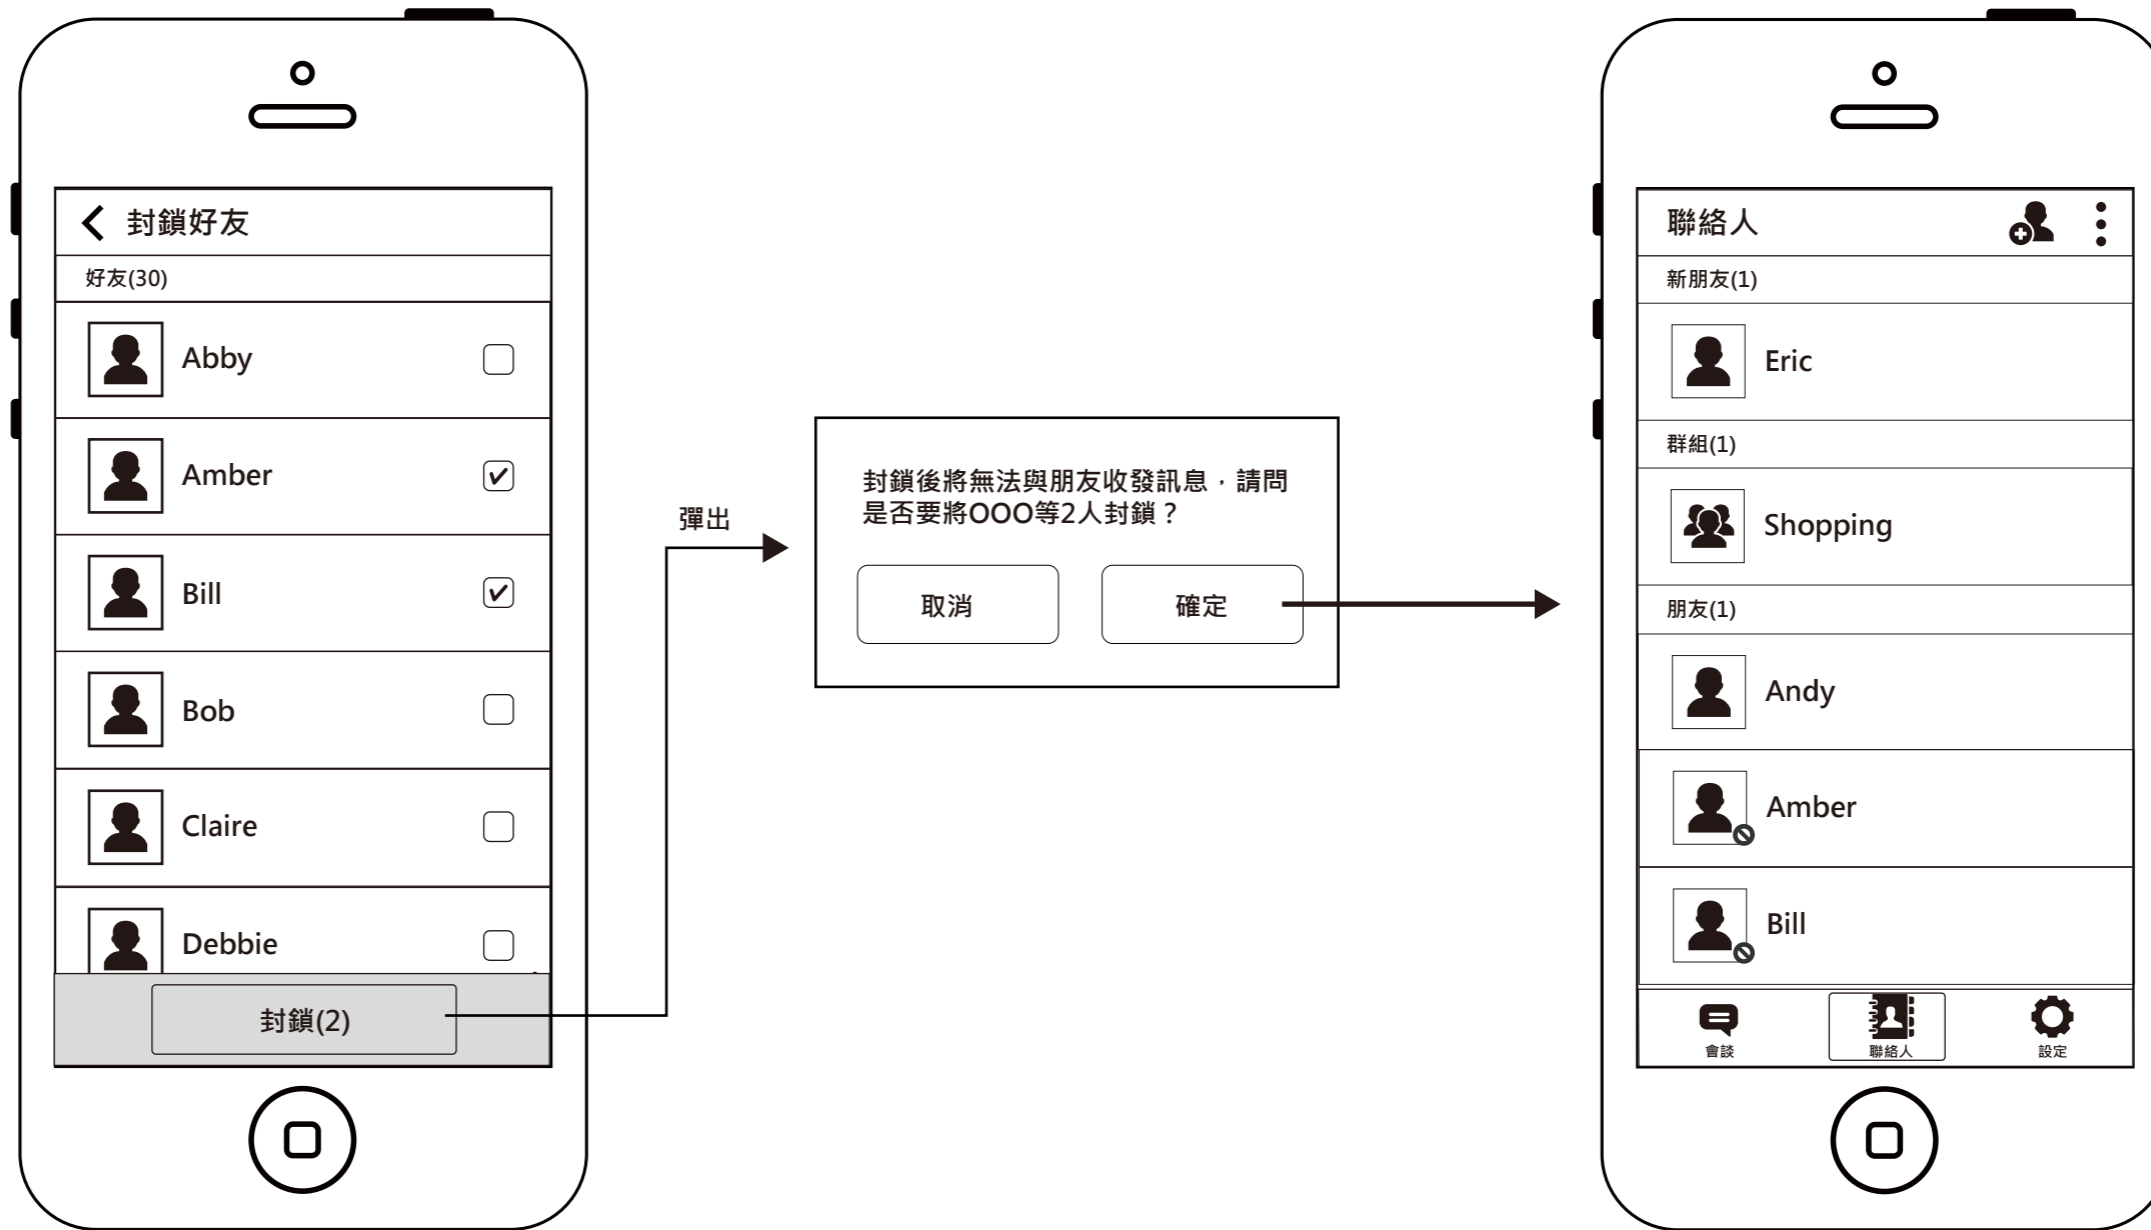 封鎖好友
好友(30)
Abby
Amber
Bill
Bob
Claire
Debbie
封鎖(2)
彈出
封鎖後將無法與朋友收發訊息，請問
是否要將OOO等2人封鎖？
取消
確定
聯絡人
新朋友(1)
Eric
群組(1)
Shopping
朋友(1)
Andy
Amber
Bill
會談
聯絡人
設定